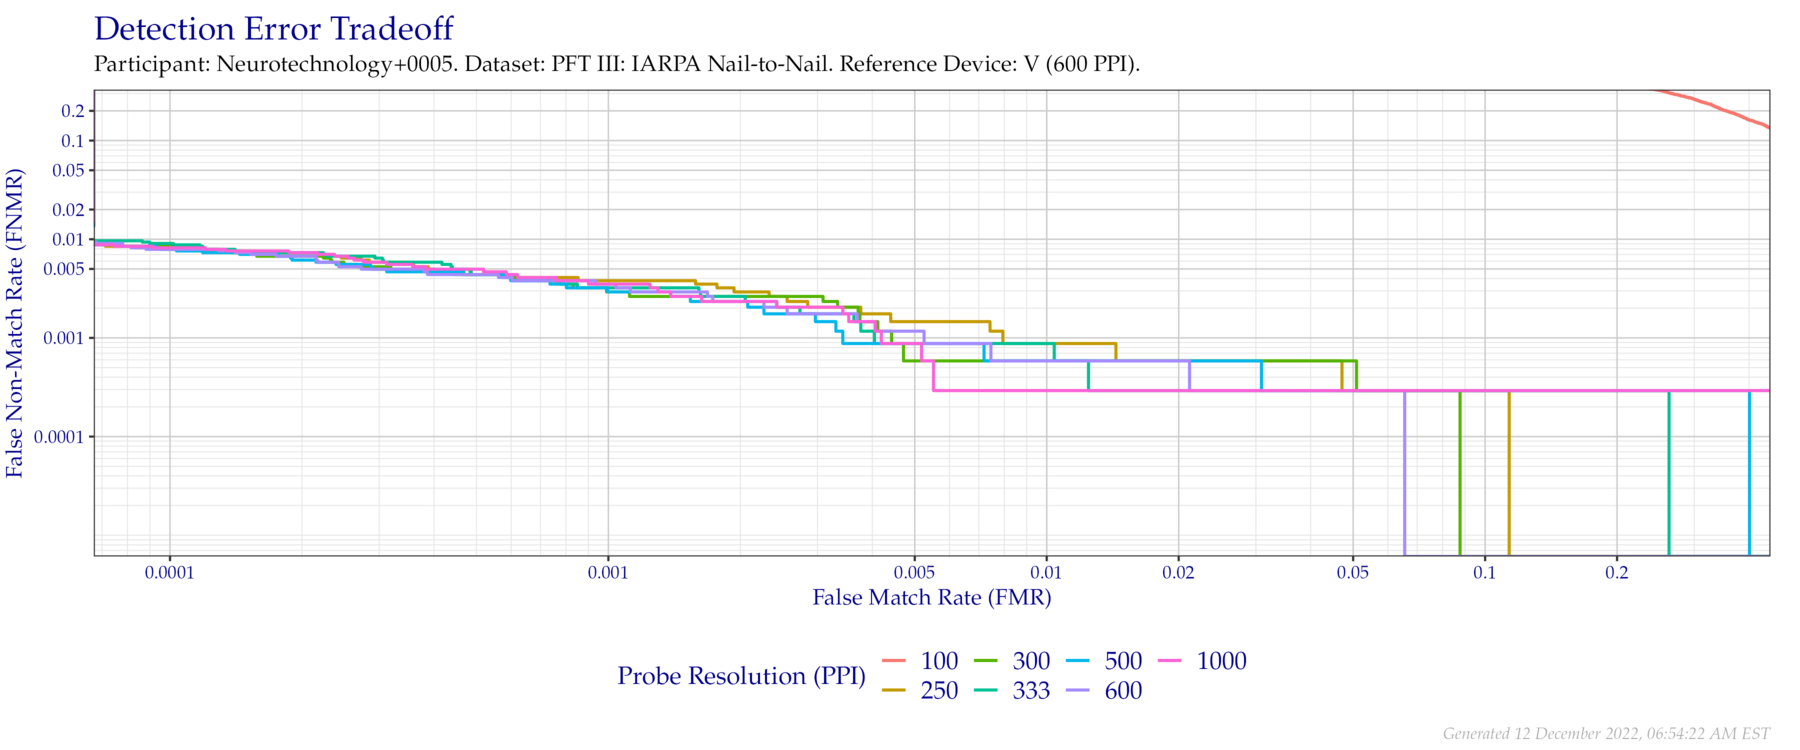 Detection Error Tradeoff
Participant: Neurotechnology+0005. Dataset: PFT III: IARPA Nail-to-Nail. Reference Device: V (600 PPI).
False Non-Match Rate (FNMR)
0.2
0.1
0.05
0.02
0.01
0.005
0.001
0.0001
0.0001 0.001 0.005 0.01 0.02 0.05 0.1 0.2
False Match Rate (FMR)
Probe Resolution (PPI)
100 300 500 1000
250 333 600
Generated 12 December 2022, 06:54:22 AM EST